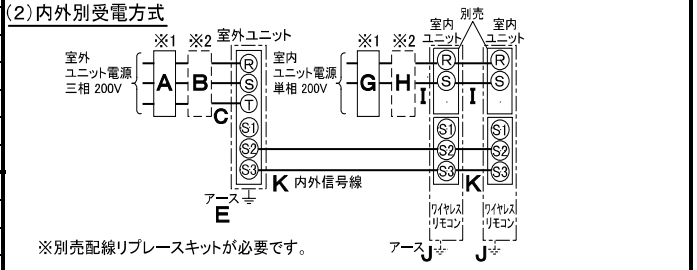 (2)内外別受電方式
※1 ※2 室外ユニット
室外
ユニット電源
三相 200V
A B C
R
S
T
S1
S2
S3
アース
E
※1 ※2
室内
ユニット電源
単相 200V
G H I I
別売
室内
ユニット
室内
ユニット
R R
S S
S1 S1
S2 S2
S3 S3
K 内外信号線 K
ワイヤレス
リモコン
ワイヤレス
リモコン
※別売配線リプレースキットが必要です。
アース J J